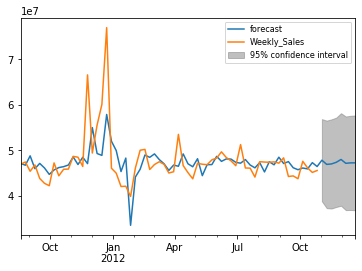 1e7
forecast
Weekly_Sales
95% confidence interval
7
6
5
4
Oct Jan Apr Jul Oct
2012